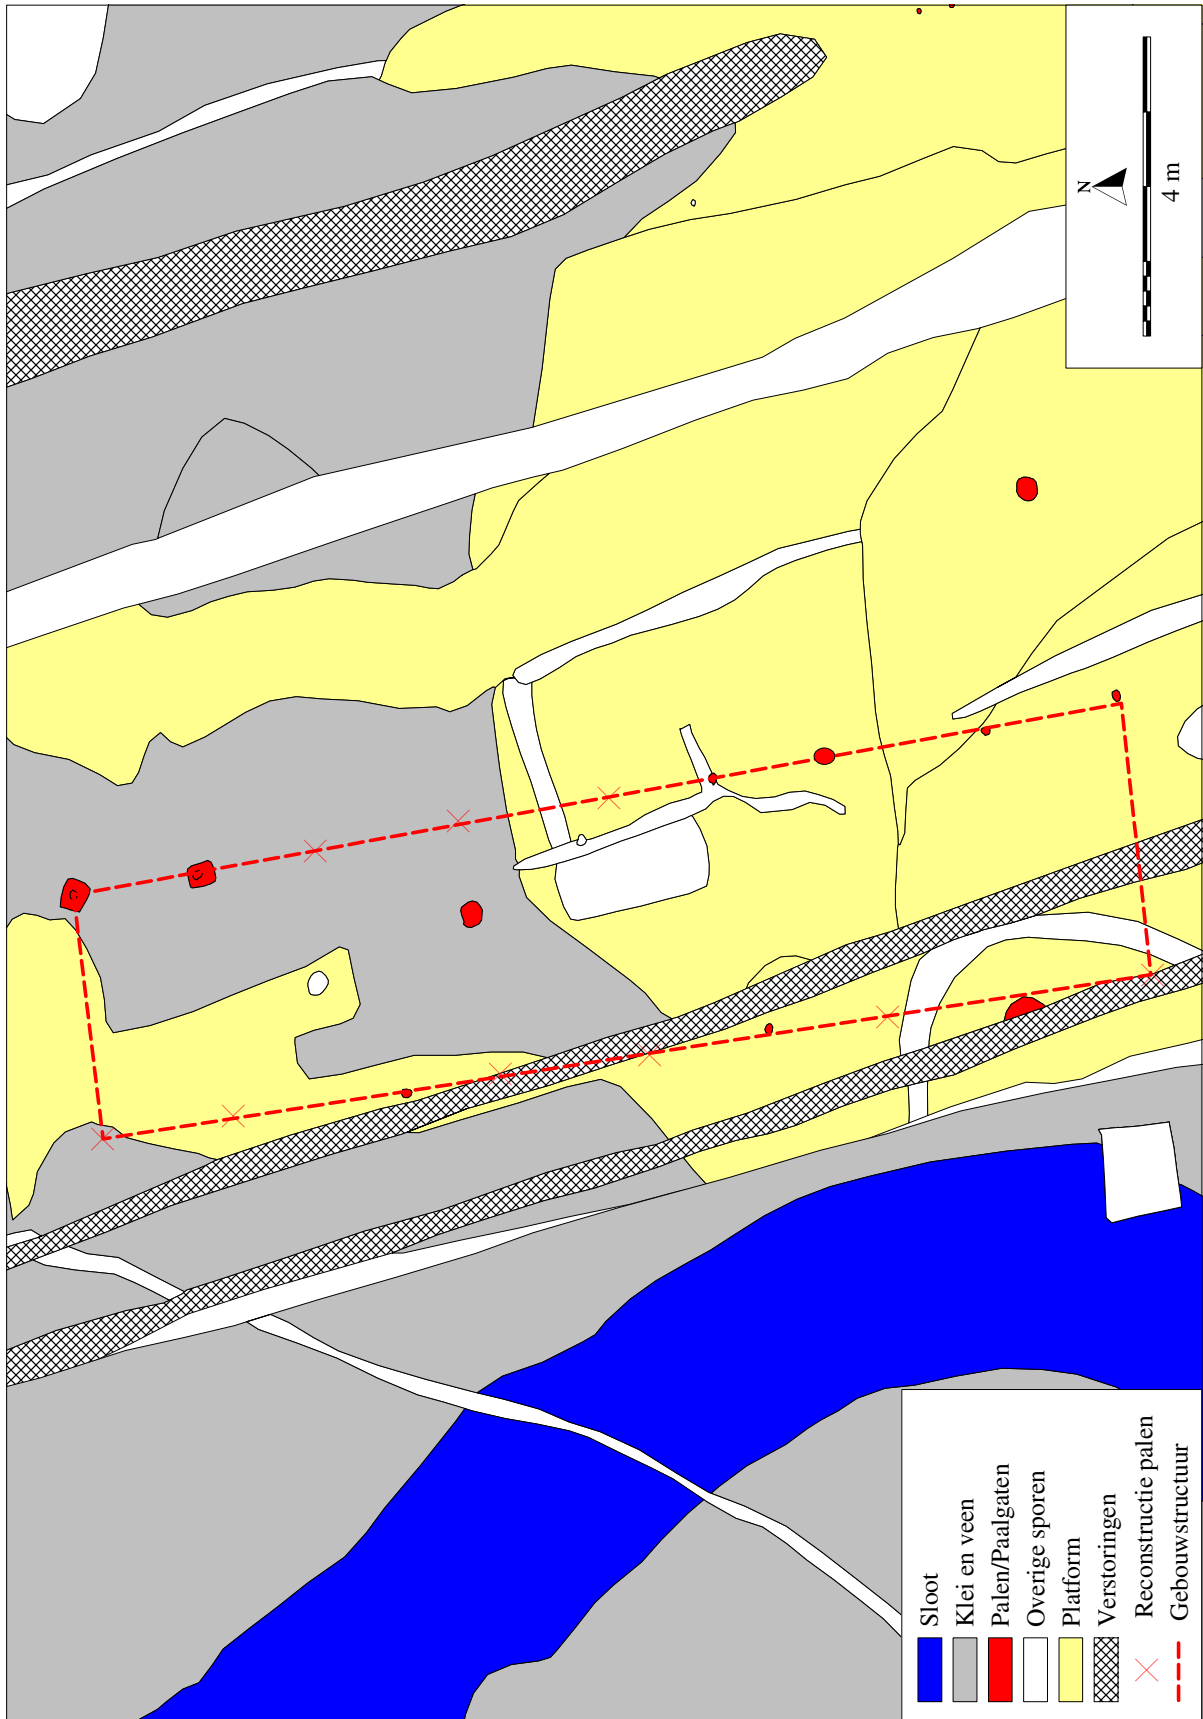 N
4 m
Sloot
Klei en veen
Palen/Paalgaten
Overige sporen
Platform
Verstoringen
Reconstructie palen
Gebouwstructuur